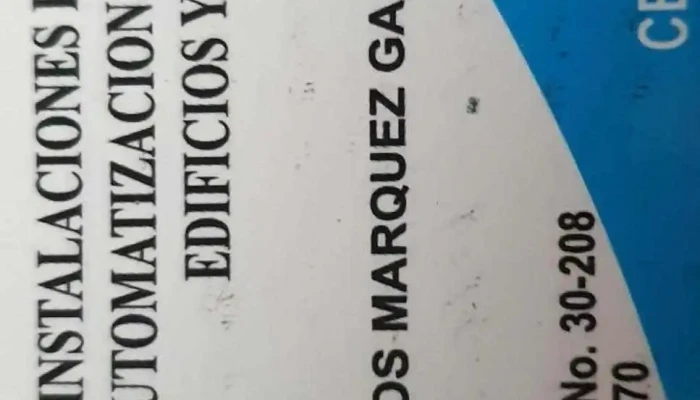 INSTALACIONES
UTOMATIZACION
EDIFICIOS Y
OS MARQUEZ GA
No. 30-208
70
CE